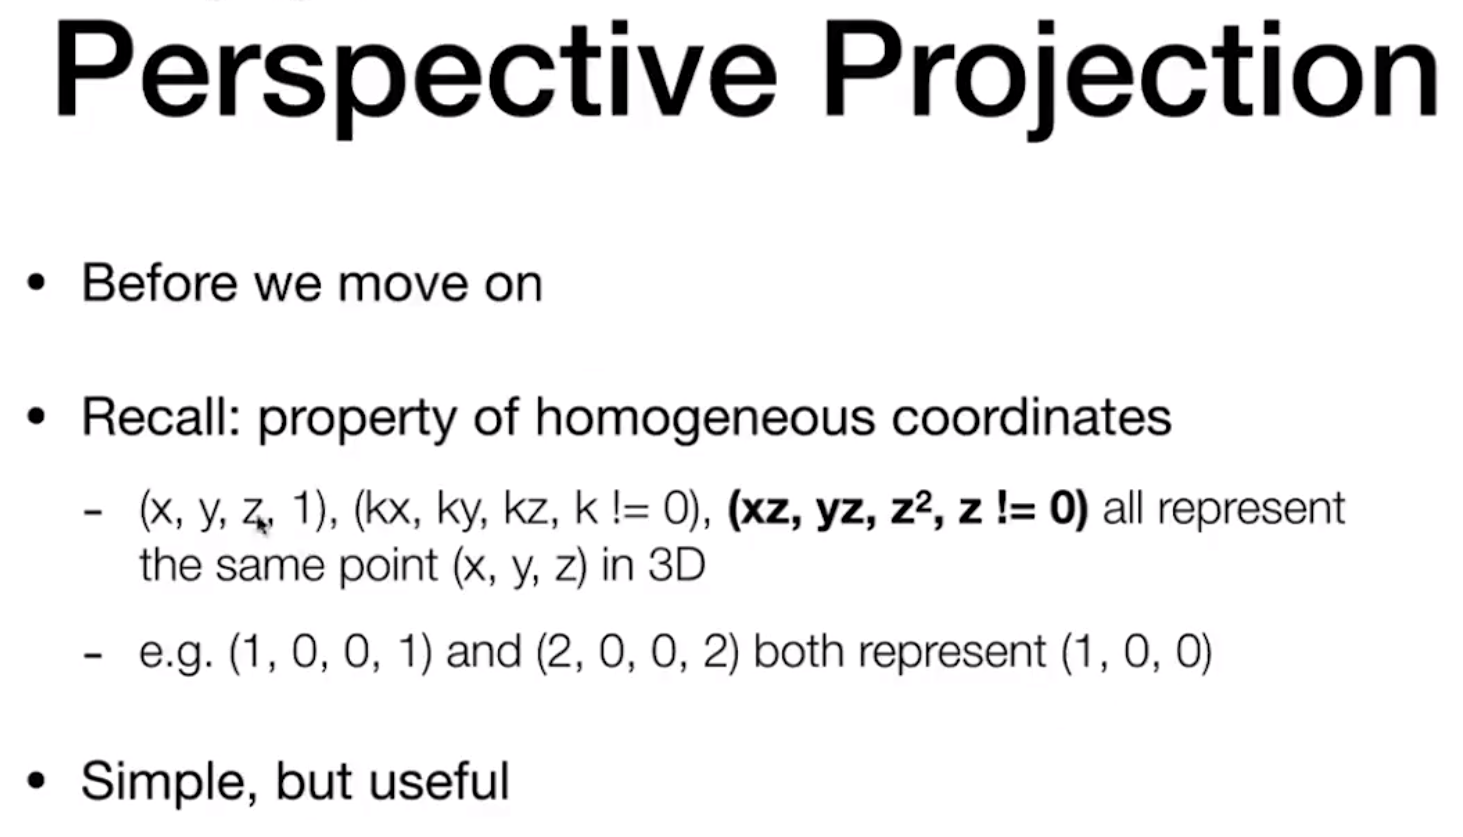 Perspective Projection
• Before we move on
• Recall: property of homogeneous coordinates
- (x, y, z, 1), (kx, ky, kz, k != 0), (xz, yz, z², z != 0) all represent
the same point (x, y, z) in 3D
- e.g. (1, 0, 0, 1) and (2, 0, 0, 2) both represent (1, 0, 0)
• Simple, but useful